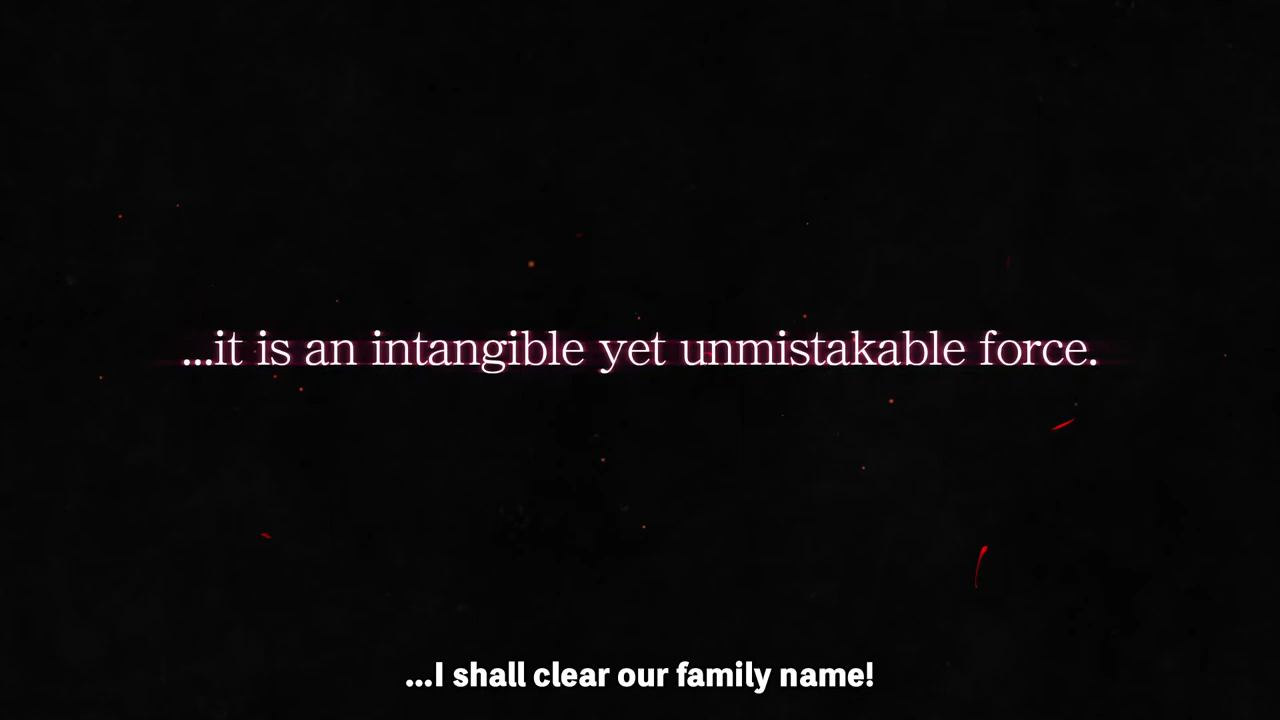 ...it is an intangible yet unmistakable force.
...I shall clear our family name!